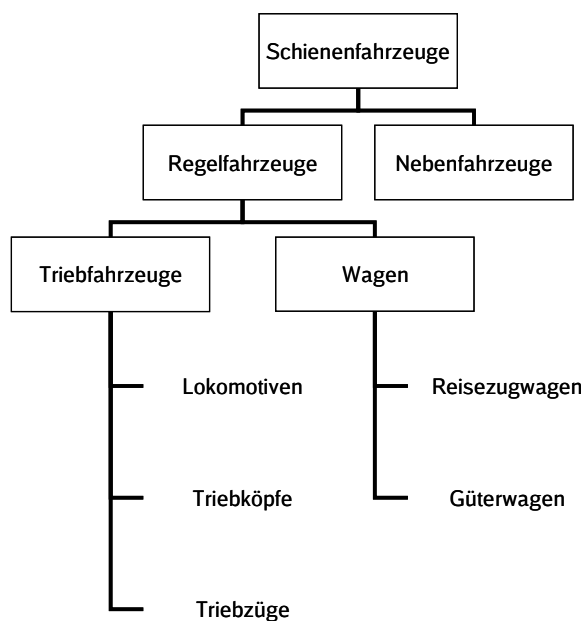 Schienenfahrzeuge
Regelfahrzeuge
Nebenfahrzeuge
Triebfahrzeuge
Wagen
Lokomotiven
Reisezugwagen
Triebköpfe
Güterwagen
Triebzüge